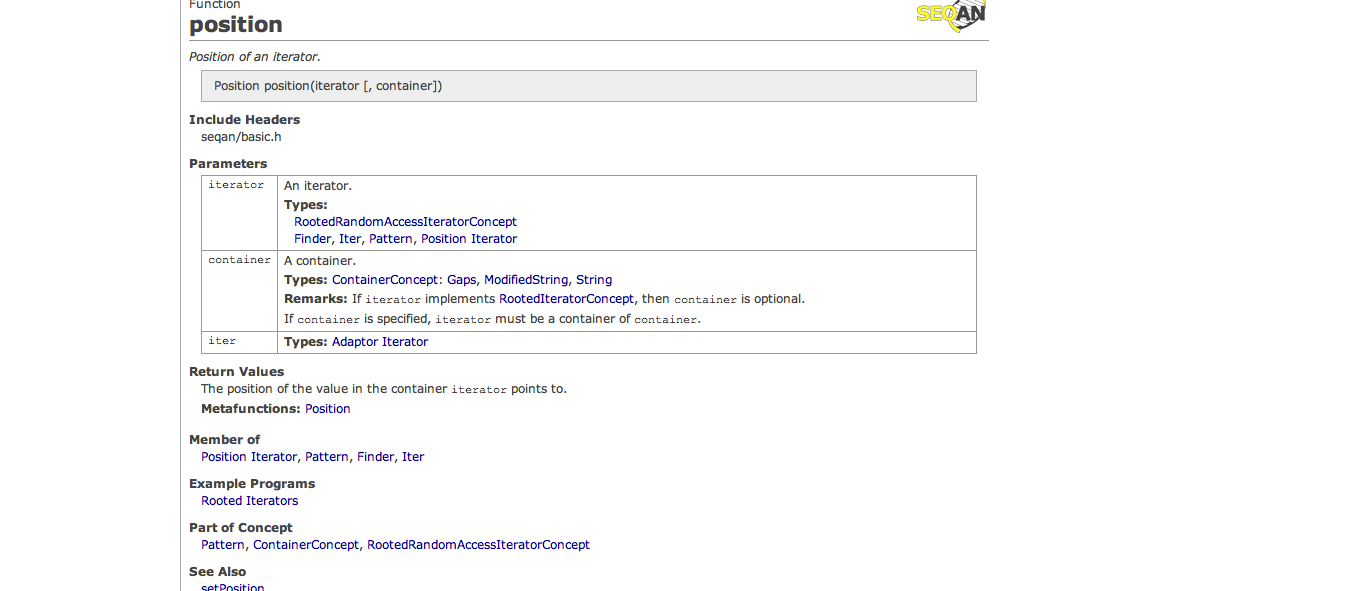 Function
SEQAN
position
Position of an iterator.
Position position(iterator [, container])
Include Headers
seqan/basic.h
Parameters
iterator An iterator.
Types:
RootedRandomAccessIteratorConcept
Finder, Iter, Pattern, Position Iterator
container A container.
Types: ContainerConcept: Gaps, ModifiedString, String
Remarks: If iterator implements RootedIteratorConcept, then container is optional.
If container is specified, iterator must be a container of container.
iter Types: Adaptor Iterator
Return Values
The position of the value in the container iterator points to.
Metafunctions: Position
Member of
Position Iterator, Pattern, Finder, Iter
Example Programs
Rooted Iterators
Part of Concept
Pattern, ContainerConcept, RootedRandomAccessIteratorConcept
See Also
setPosition